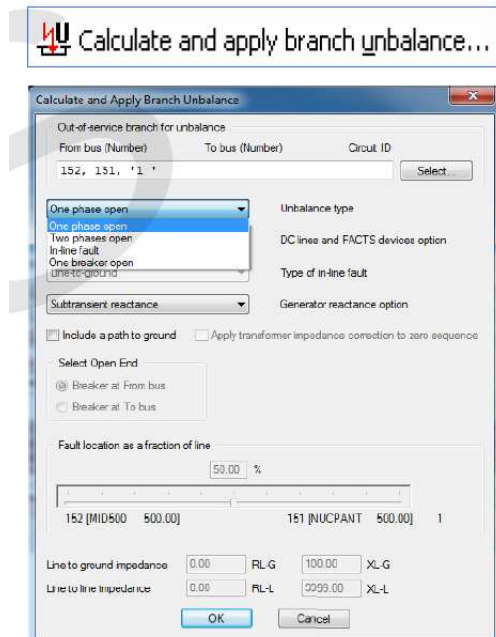 Calculate and apply branch unbalance...
Calculate and Apply Branch Unbalance
Out-of-service branch for unbalance
From bus (Number) To bus (Number) Circuit ID
152, 151, '1 ' Select...
One phase open Unbalance type
One phase open
Two phases open DC lines and FACTS devices option
In-line fault
One breaker open
Line-to-ground Type of in-line fault
Subtransient reactance Generator reactance option
Include a path to ground Apply transformer impedance correction to zero sequence
Select Open End
Breaker at From bus
Breaker at To bus
Fault location as a fraction of line
50.00 %
152 [MID500 500.00] 151 [NUCPANT 500.00] 1
Line to ground impedance 0.00 RL-G 100.00 XL-G
Line to line impedance 0.00 RL-L 9999.00 XL-L
OK Cancel